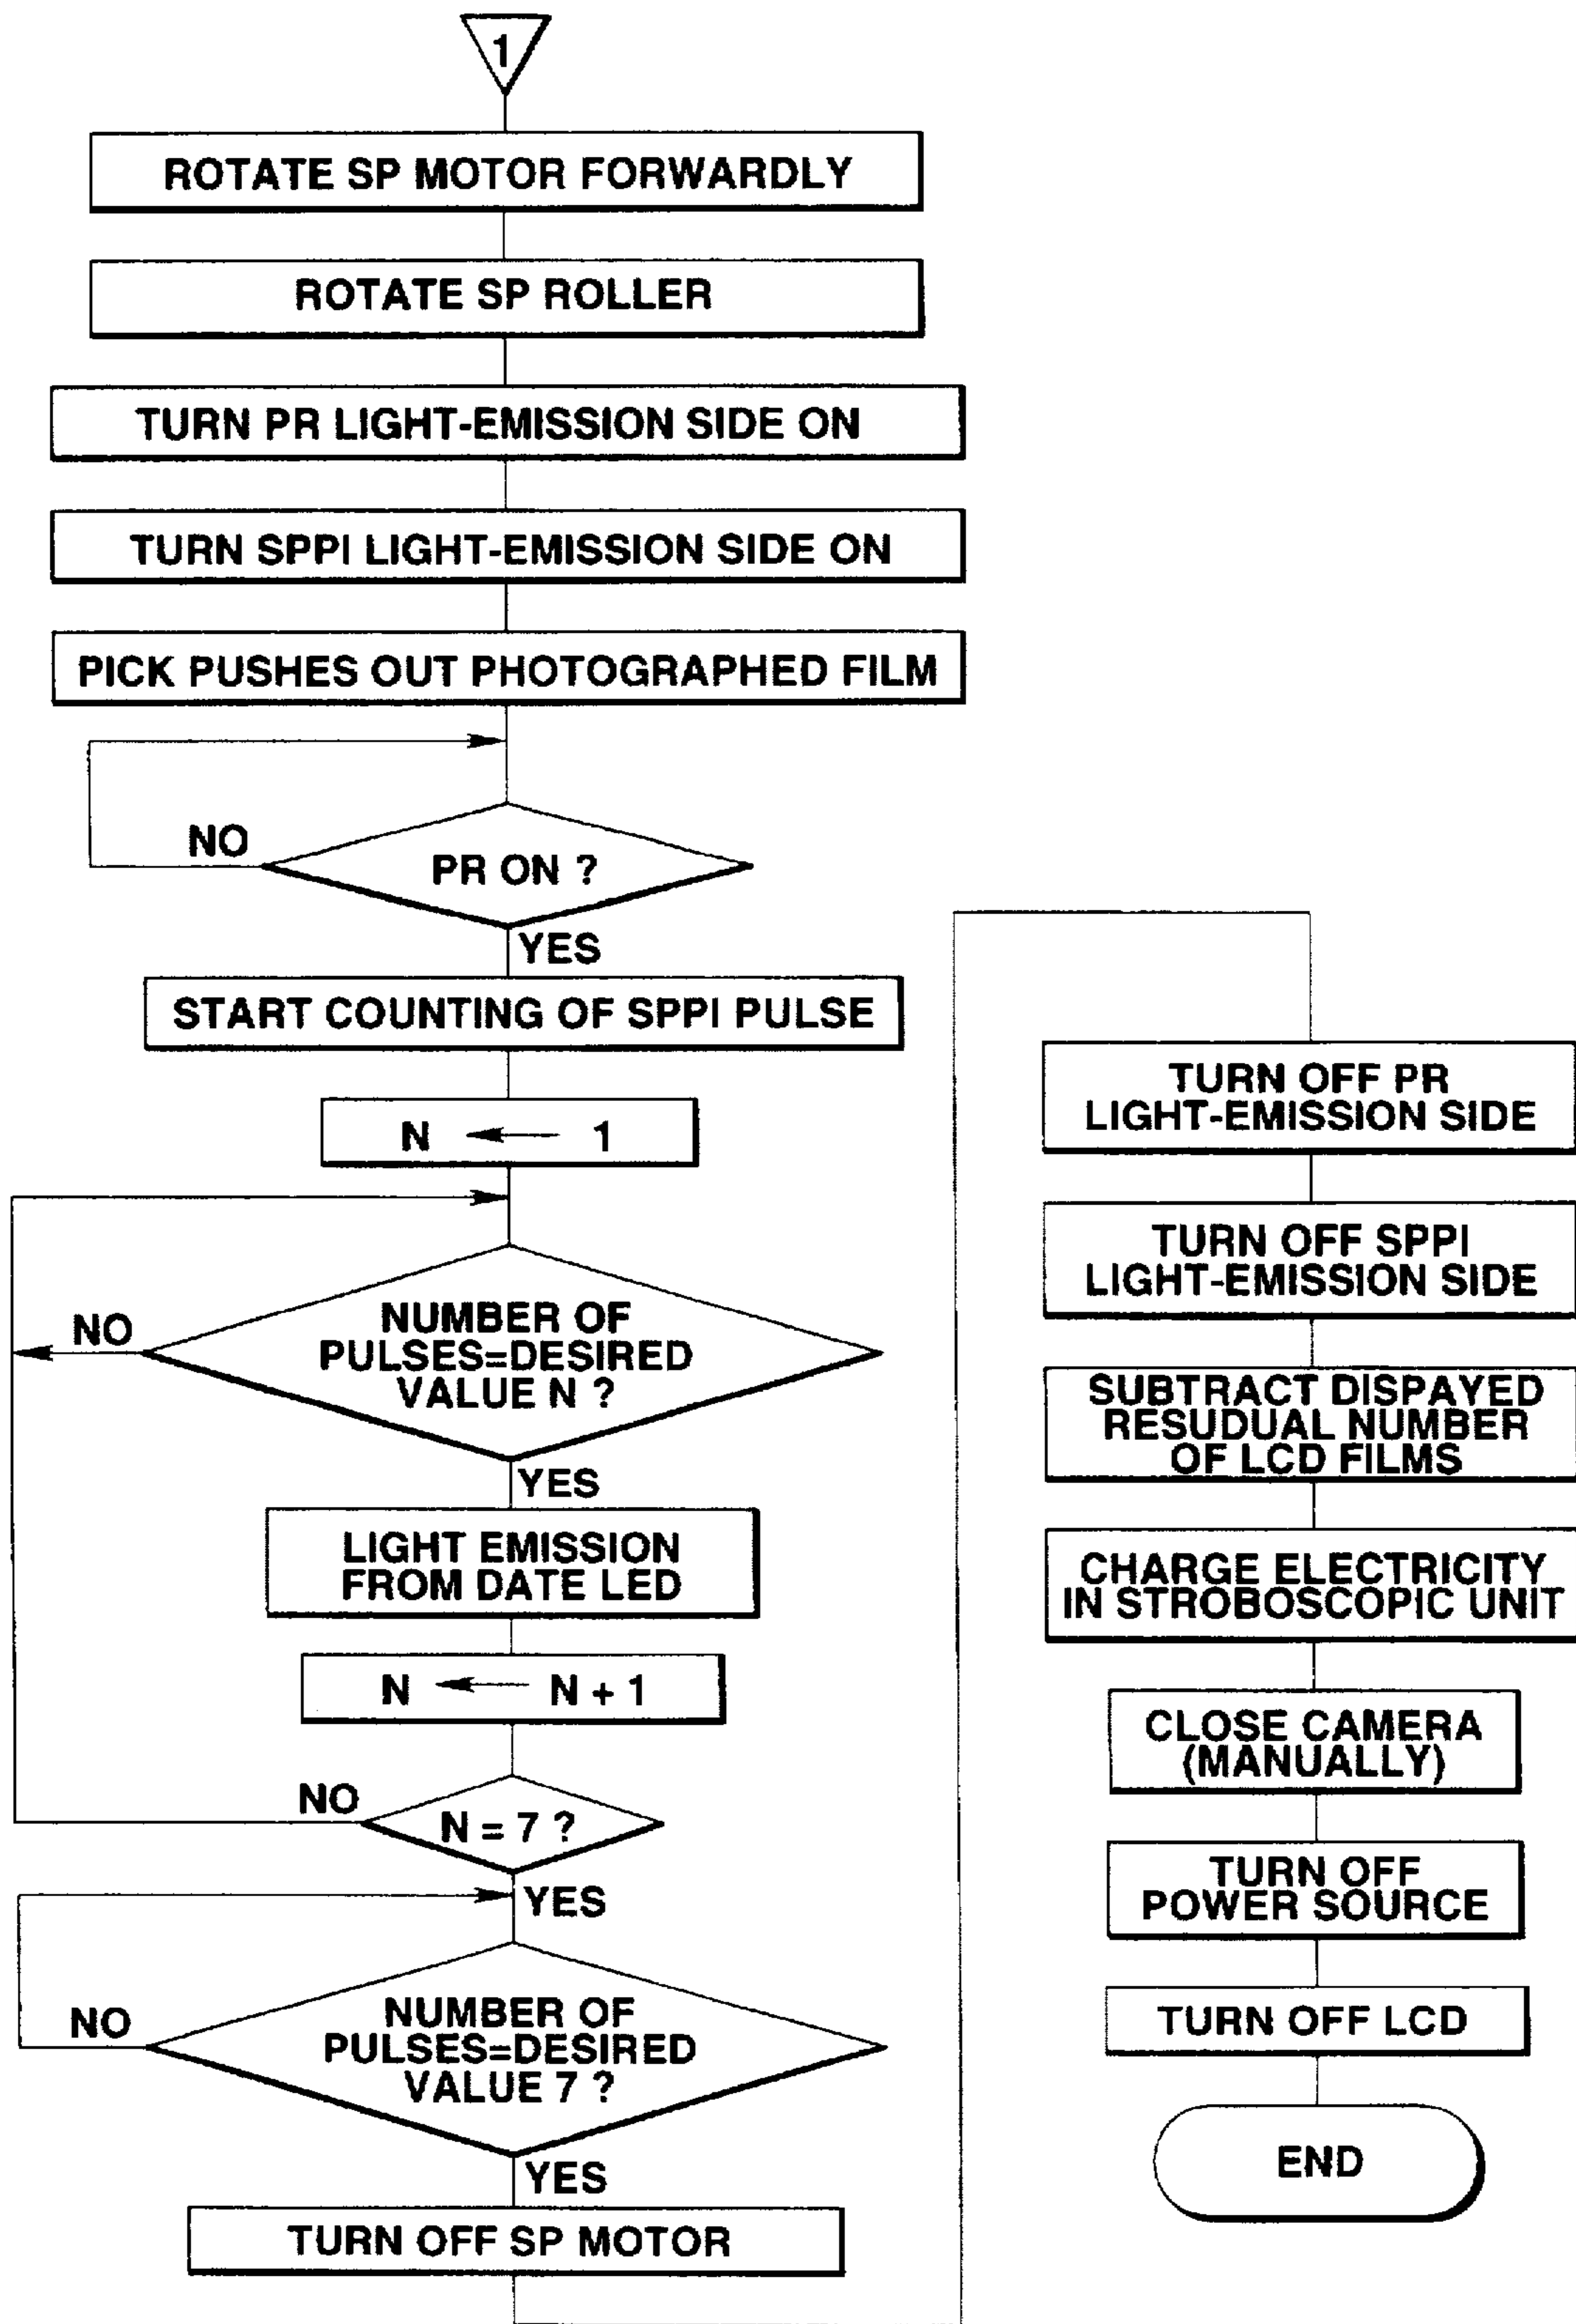 1
ROTATE SP MOTOR FORWARDLY
ROTATE SP ROLLER
TURN PR LIGHT-EMISSION SIDE ON
TURN SPPI LIGHT-EMISSION SIDE ON
PICK PUSHES OUT PHOTOGRAPHED FILM
NO
PR ON ?
YES
START COUNTING OF SPPI PULSE
N ← 1
NO
NUMBER OF
PULSES=DESIRED
VALUE N ?
YES
LIGHT EMISSION
FROM DATE LED
N ← N + 1
NO
N = 7 ?
YES
NO
NUMBER OF
PULSES=DESIRED
VALUE 7 ?
YES
TURN OFF SP MOTOR
TURN OFF PR
LIGHT-EMISSION SIDE
TURN OFF SPPI
LIGHT-EMISSION SIDE
SUBTRACT DISPAYED
RESUDUAL NUMBER
OF LCD FILMS
CHARGE ELECTRICITY
IN STROBOSCOPIC UNIT
CLOSE CAMERA
(MANUALLY)
TURN OFF
POWER SOURCE
TURN OFF LCD
END